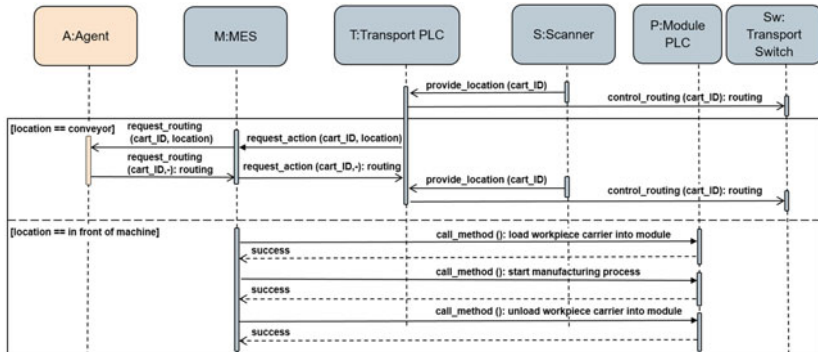 A:Agent
M:MES
T:Transport PLC
S:Scanner
P:Module
PLC
Sw:
Transport
Switch
provide_location (cart_ID)
control_routing (cart_ID): routing
[location == conveyor]
request_routing
(cart_ID, location)
request_action (cart_ID, location)
request_routing
(cart_ID,-): routing
request_action (cart_ID,-): routing
provide_location (cart_ID)
control_routing (cart_ID): routing
[location == in front of machine]
call_method (): load workpiece carrier into module
success
call_method (): start manufacturing process
success
call_method (): unload workpiece carrier into module
success